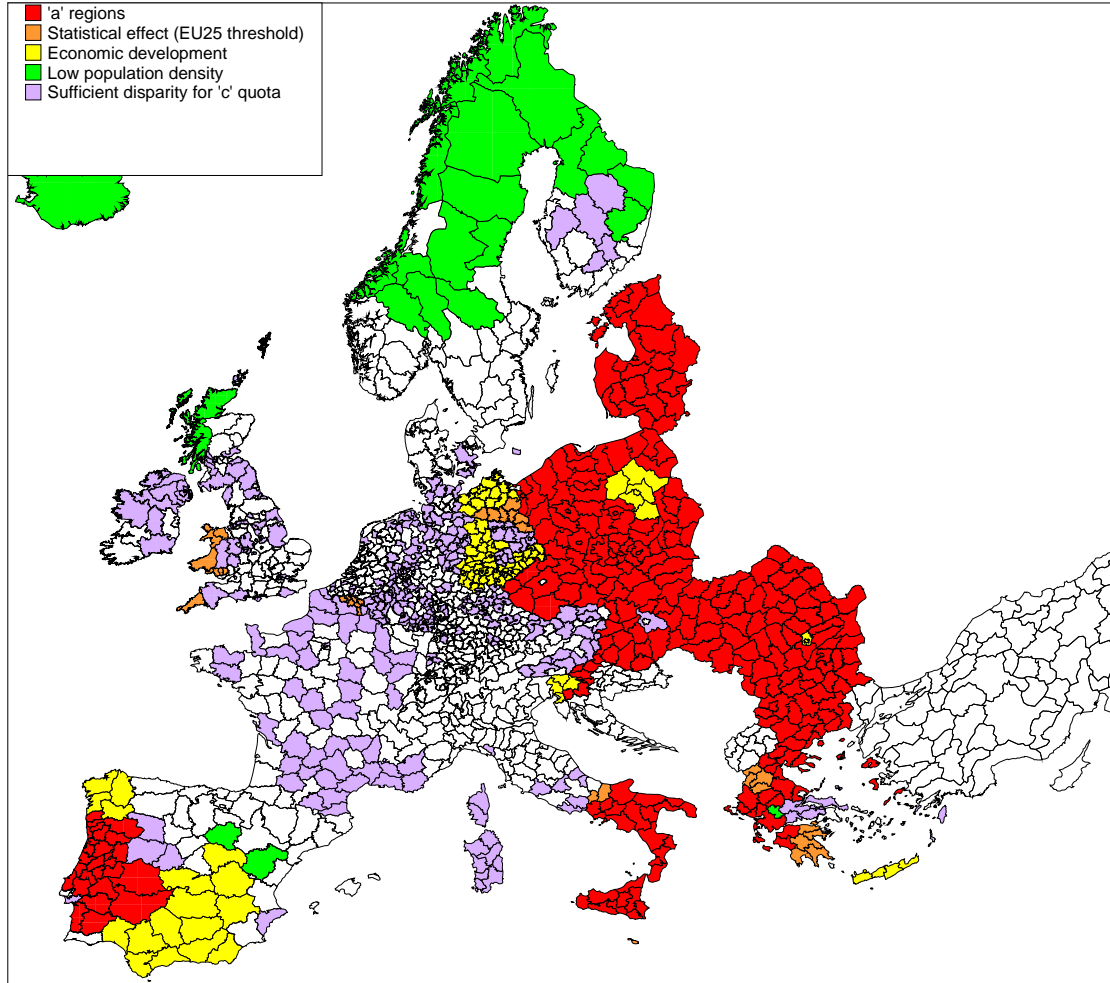 'a' regions
Statistical effect (EU25 threshold)
Economic development
Low population density
Sufficient disparity for 'c' quota